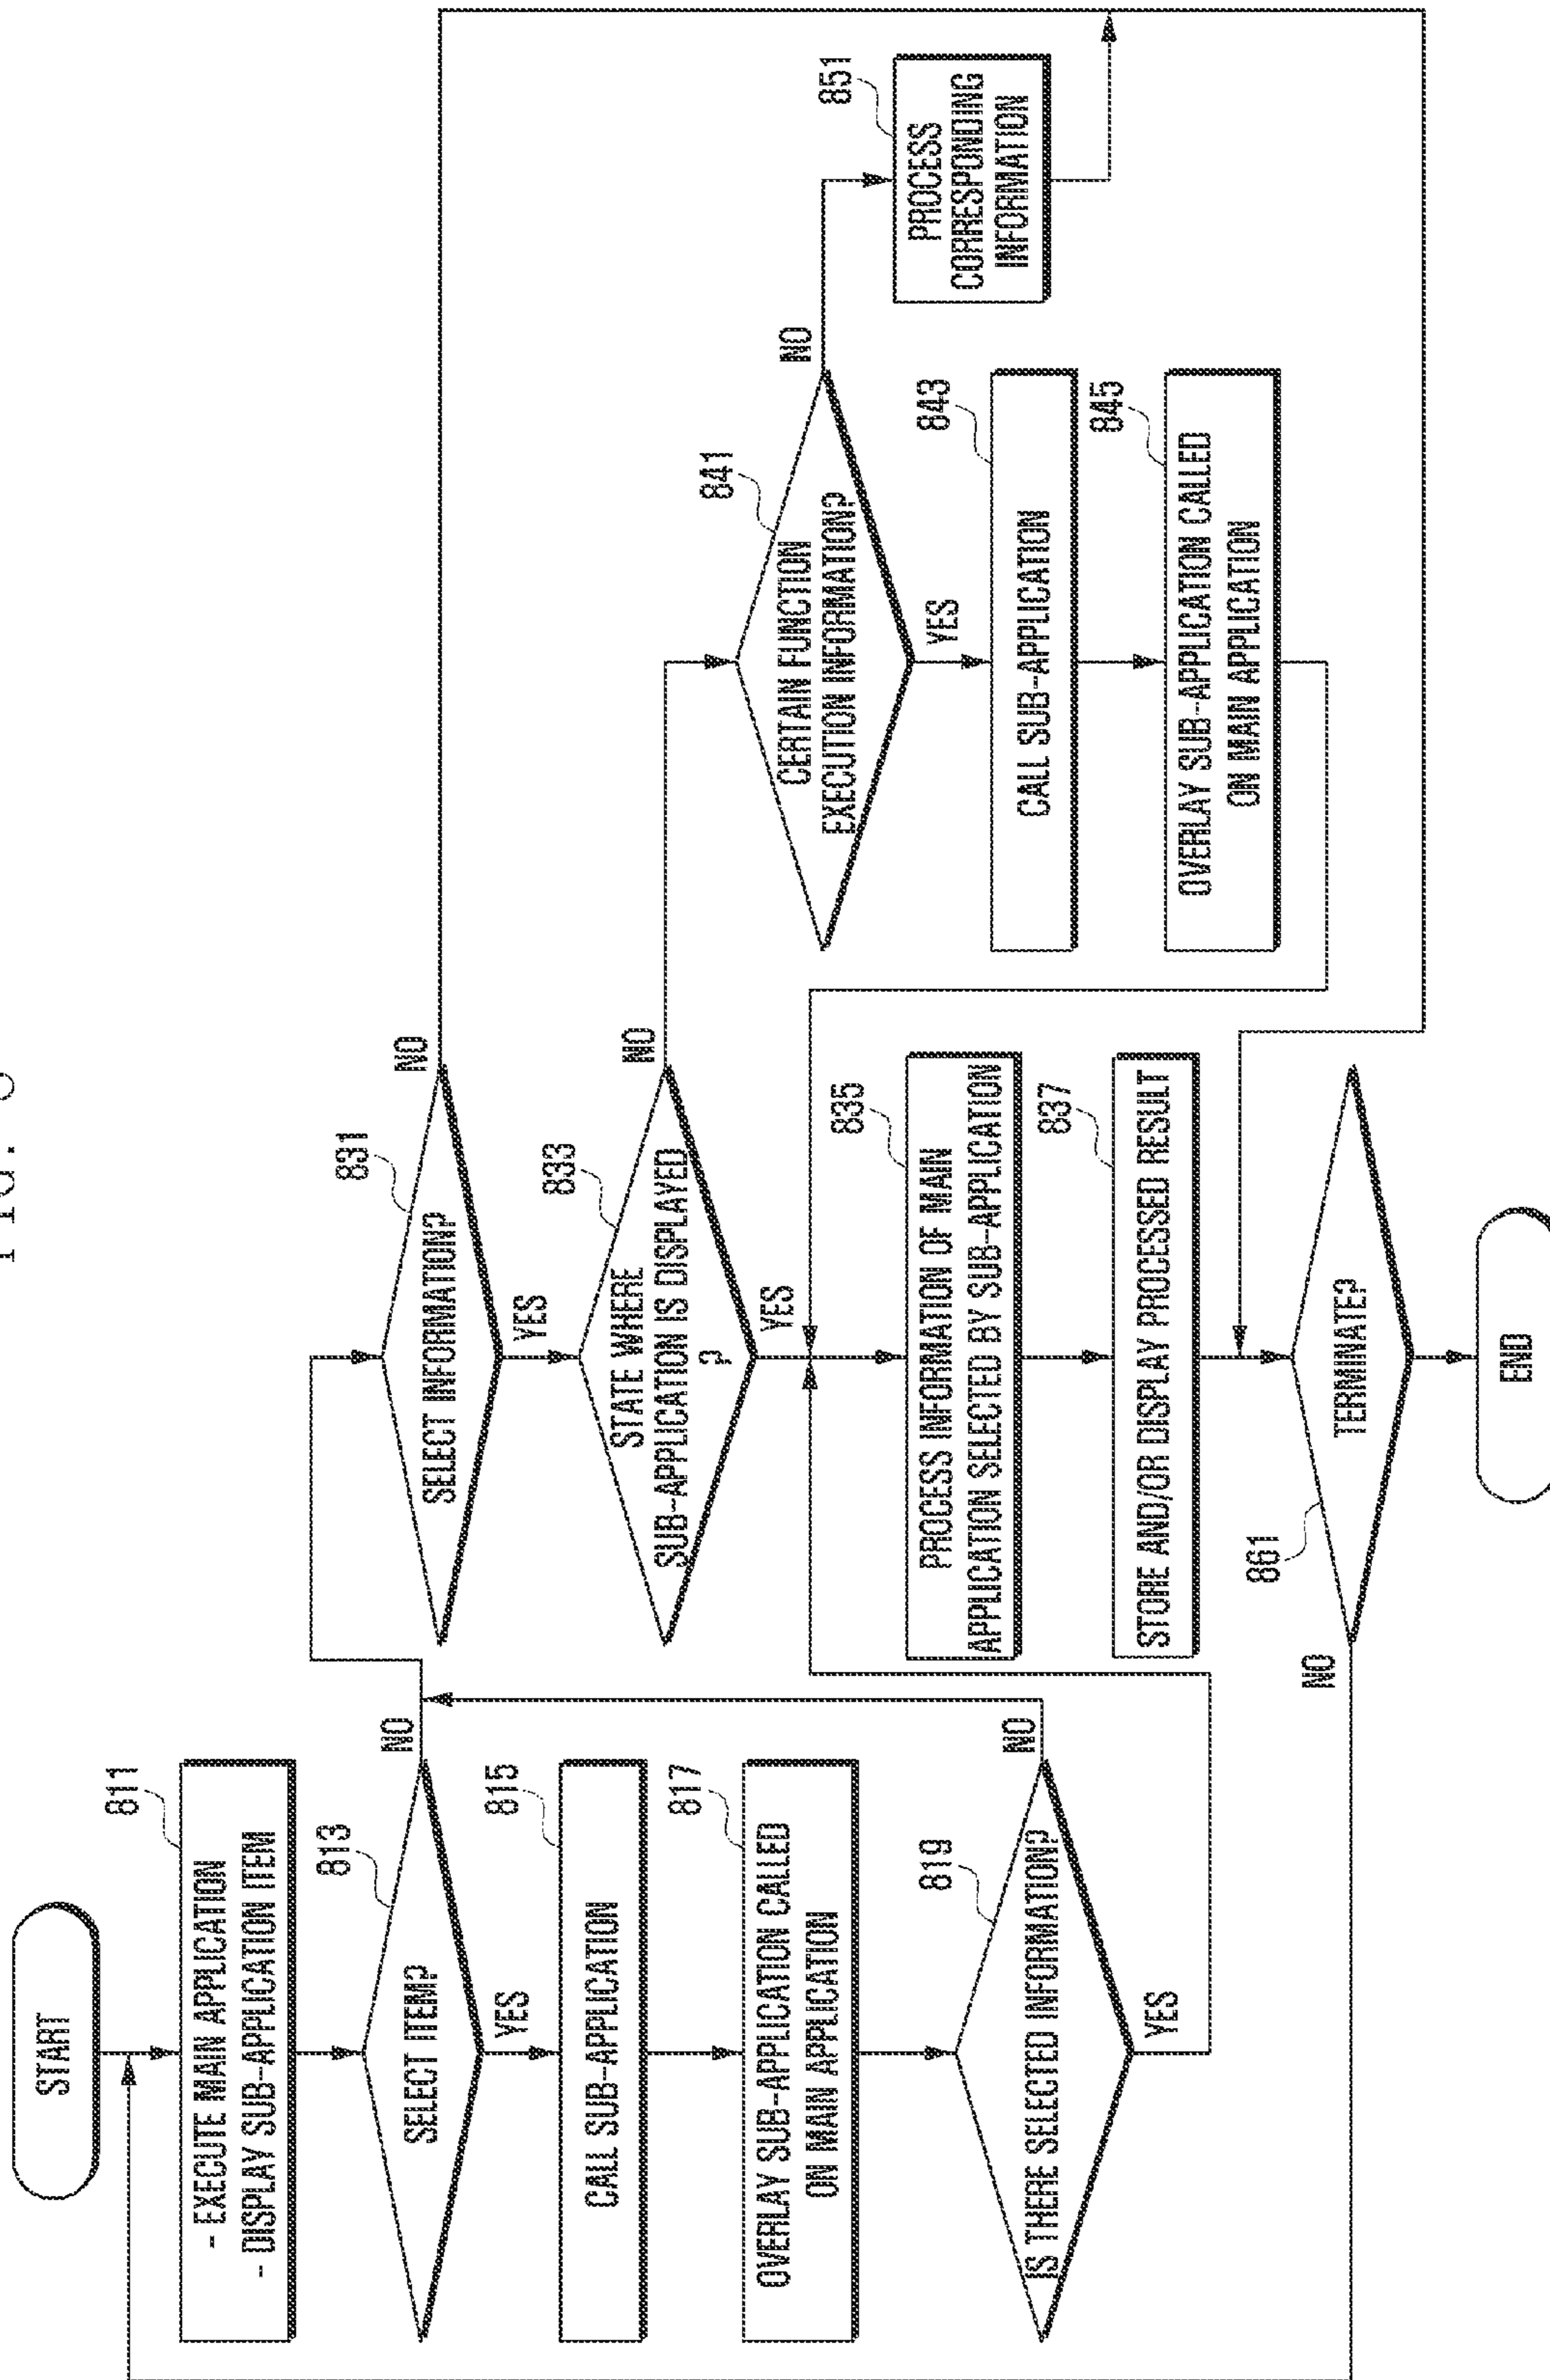 FIG. 8
START
811
- EXECUTE MAIN APPLICATION
- DISPLAY SUB-APPLICATION ITEM
813
SELECT ITEM?
NO
YES
815
CALL SUB-APPLICATION
817
OVERLAY SUB-APPLICATION CALLED
ON MAIN APPLICATION
819
IS THERE SELECTED INFORMATION?
NO
YES
831
SELECT INFORMATION?
NO
YES
833
STATE WHERE
SUB-APPLICATION IS DISPLAYED
?
NO
YES
835
PROCESS INFORMATION OF MAIN
APPLICATION SELECTED BY SUB-APPLICATION
837
STORE AND/OR DISPLAY PROCESSED RESULT
861
TERMINATE?
NO
END
841
CERTAIN FUNCTION
EXECUTION INFORMATION?
NO
YES
843
CALL SUB-APPLICATION
845
OVERLAY SUB-APPLICATION CALLED
ON MAIN APPLICATION
851
PROCESS
CORRESPONDING
INFORMATION